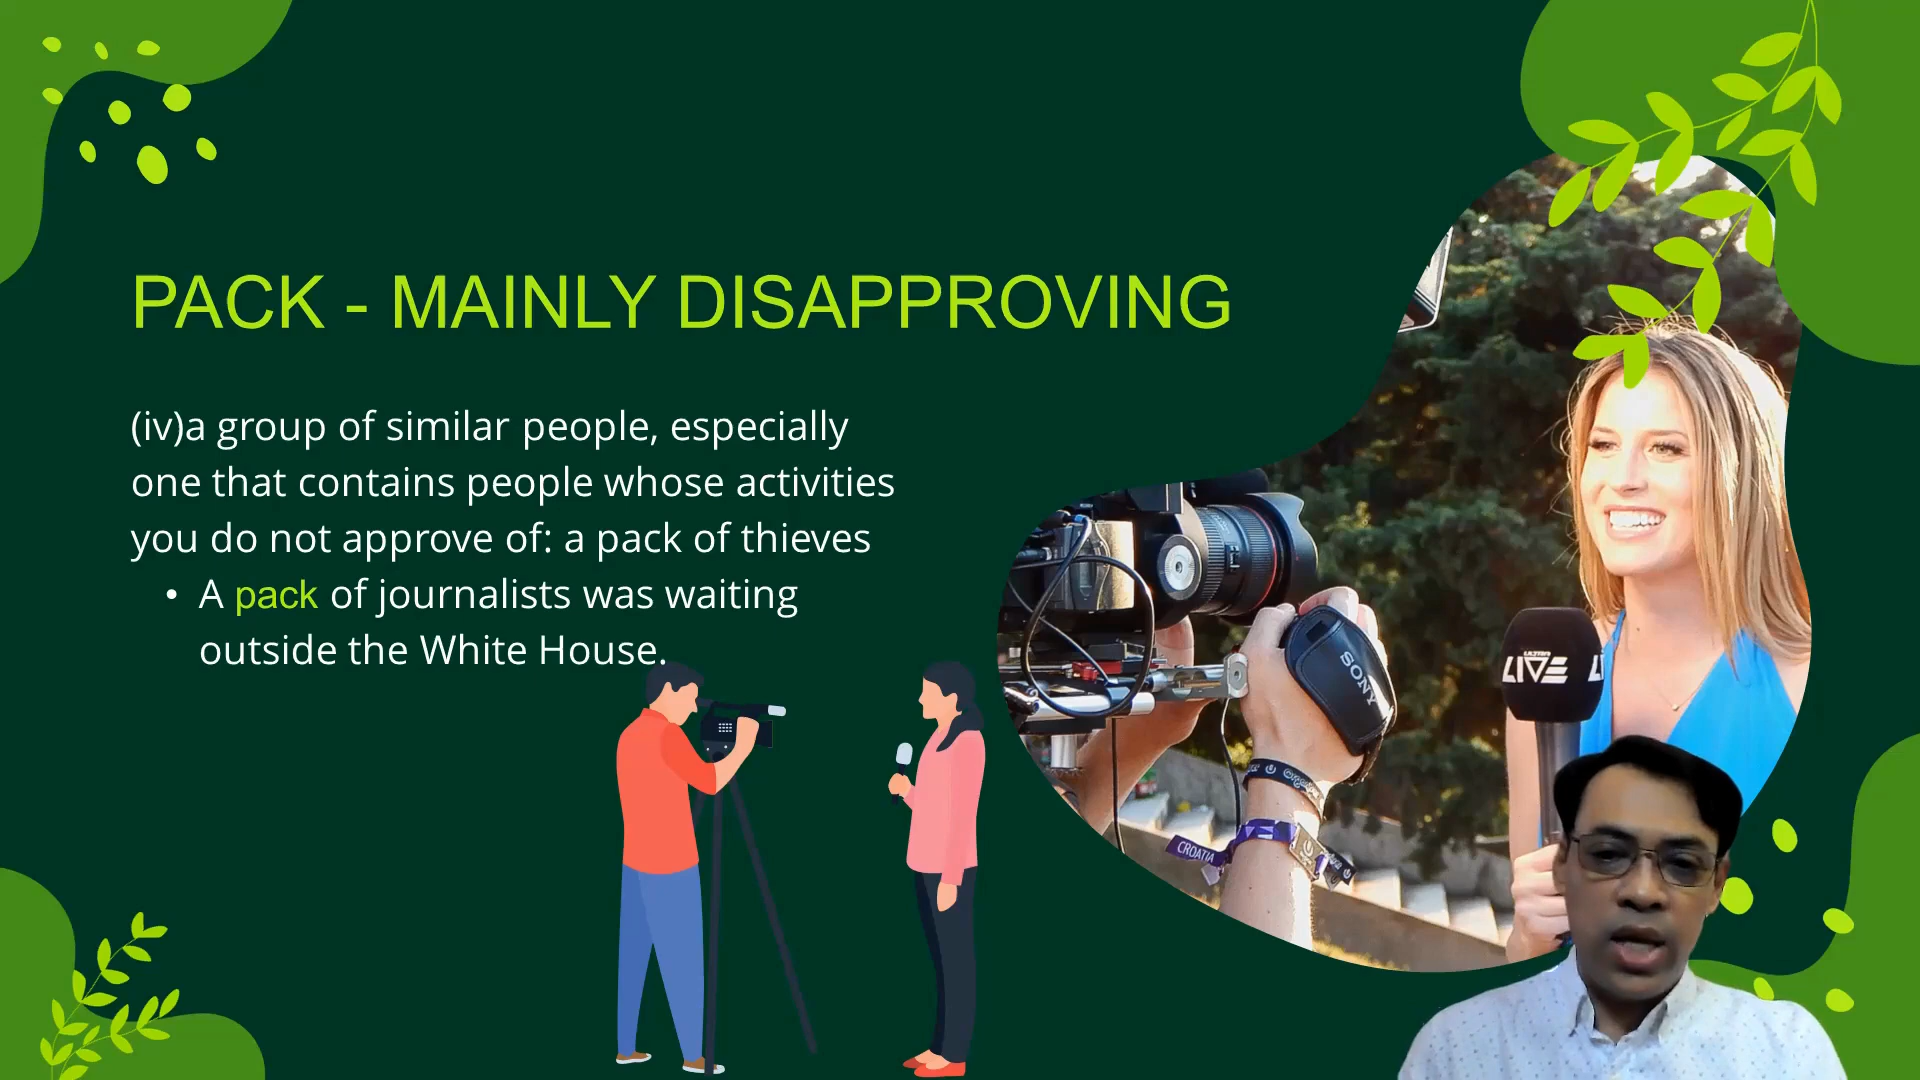 PACK - MAINLY DISAPPROVING
(iv)a group of similar people, especially
one that contains people whose activities
you do not approve of: a pack of thieves
• A pack of journalists was waiting
outside the White House.
SONY
ULTRA
LIVE
CROATIA